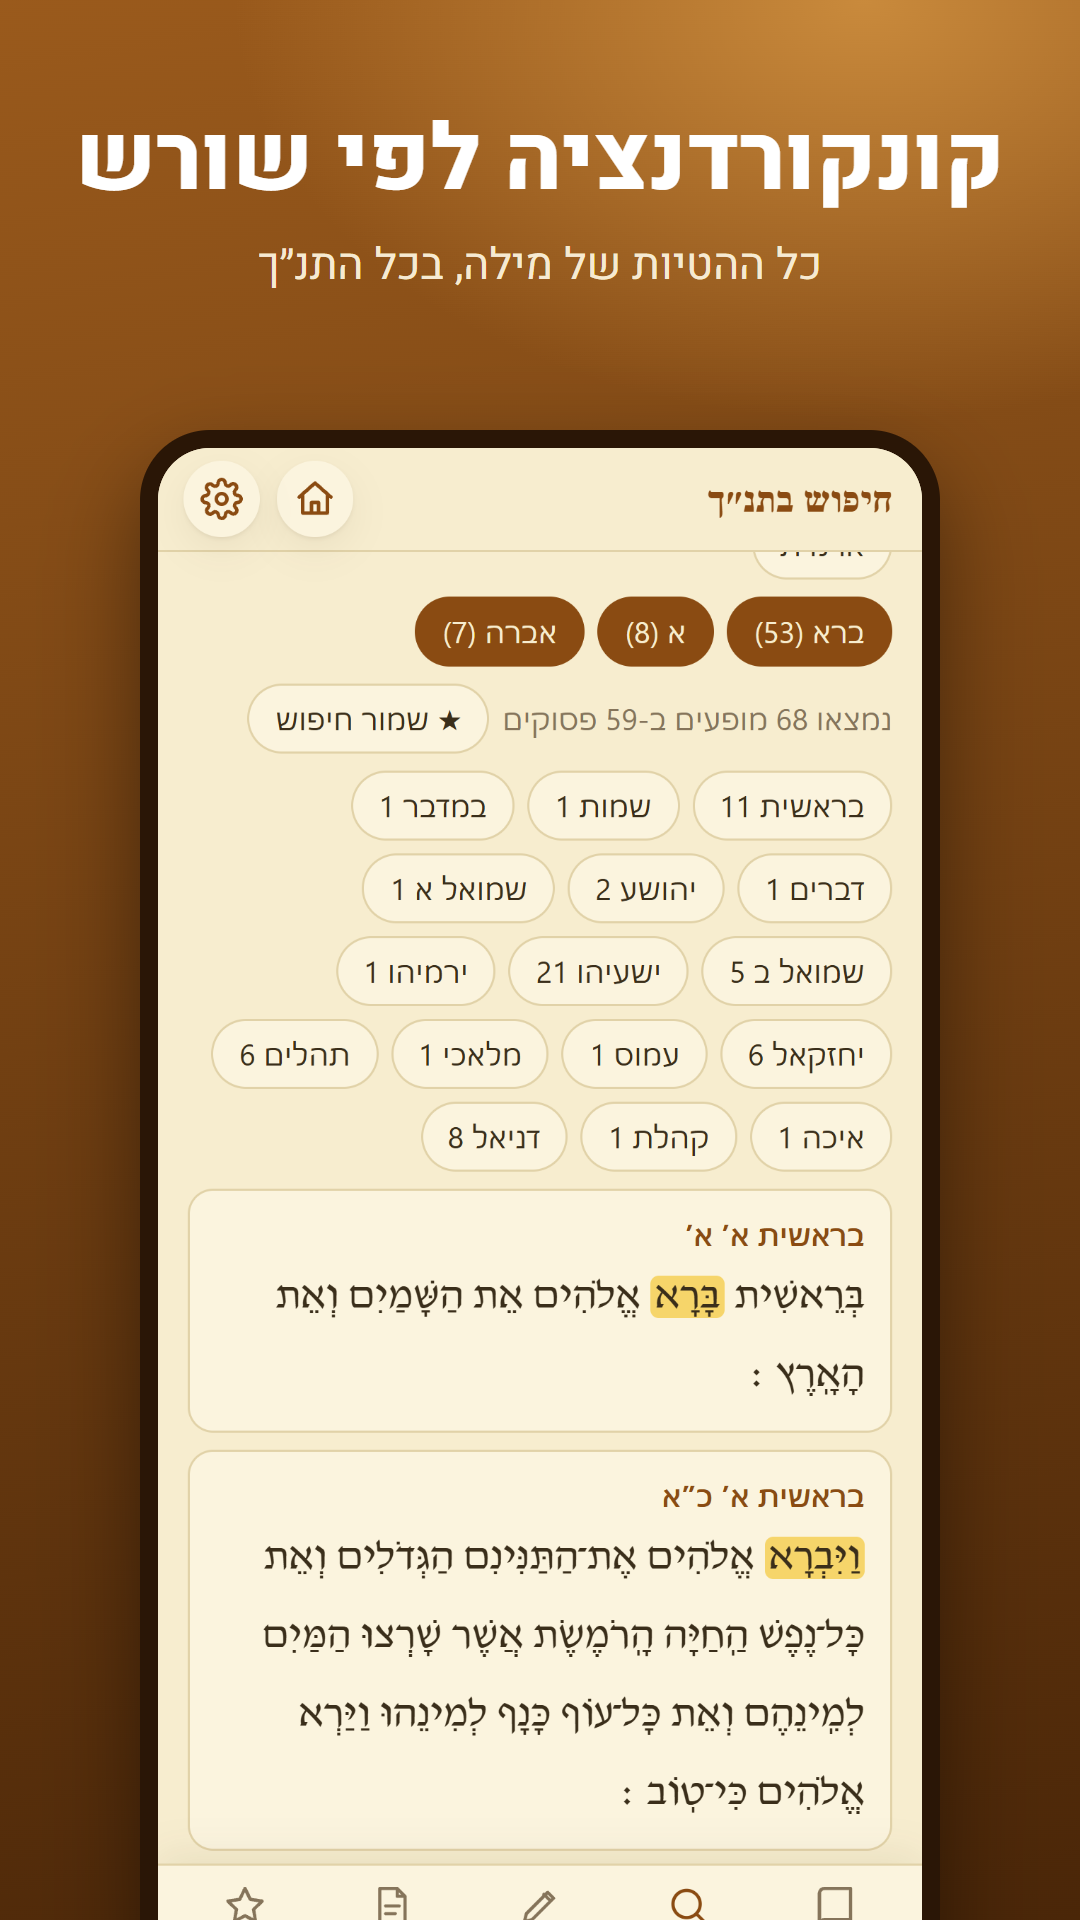 קונקורדנציה לפי שורש
כל ההטיות של מילה, בכל התנ״ך
חיפוש בתנ״ך
ברא (53) א (8) אברה (7)
נמצאו 68 מופעים ב-59 פסוקים ★ שמור חיפוש
בראשית 11 שמות 1 במדבר 1
דברים 1 יהושע 2 שמואל א 1
שמואל ב 5 ישעיהו 21 ירמיהו 1
יחזקאל 6 עמוס 1 מלאכי 1 תהלים 6
איכה 1 קהלת 1 דניאל 8
בראשית א׳ א׳
בְּרֵאשִׁית בָּרָא אֱלֹהִים אֵת הַשָּׁמַיִם וְאֵת
הָאָֽרֶץ :
בראשית א׳ כ״א
וַיִּבְרָא אֱלֹהִים אֶת־הַתַּנִּינִם הַגְּדֹלִים וְאֵת
כָּל־נֶפֶשׁ הַֽחַיָּה הָֽרֹמֶשֶׂת אֲשֶׁר שָׁרְצוּ הַמַּיִם
לְמִֽינֵהֶם וְאֵת כָּל־עוֹף כָּנָף לְמִינֵהוּ וַיַּרְא
אֱלֹהִים כִּי־טֽוֹב :